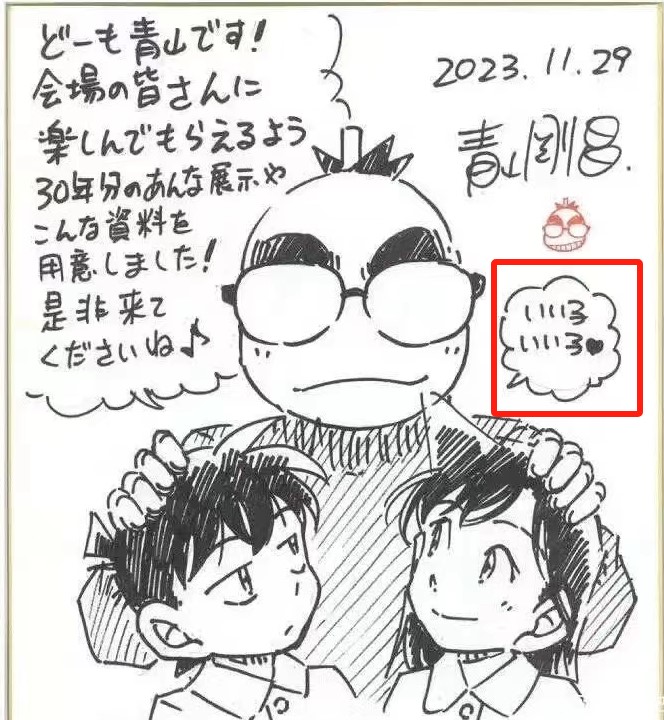 どーも青山です!
会場の皆さんに
楽しんでもらえるよう
30年分のあんな展示や
こんな資料を
用意しました!
是非来て
くださいね♪
2023.11.29
青山剛昌.
いい子
いい子♥